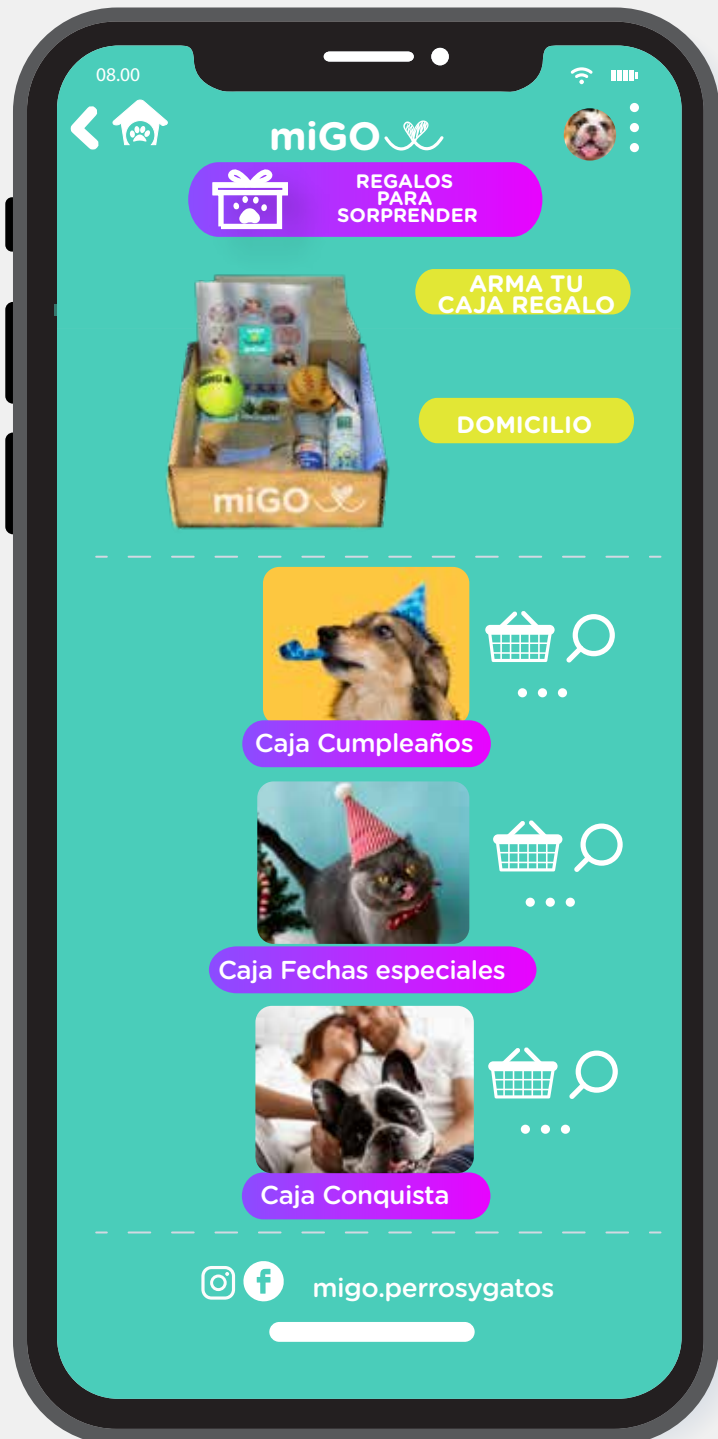 08.00
miGO
REGALOS
PARA
SORPRENDER
ARMA TU
CAJA REGALO
DOMICILIO
miGO
Caja Cumpleaños
Caja Fechas especiales
Caja Conquista
migo.perrosygatos